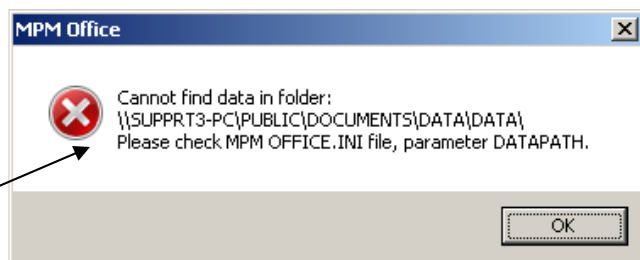 MPM Office
Cannot find data in folder:
\\SUPPRT3-PC\PUBLIC\DOCUMENTS\DATA\DATA\
Please check MPM OFFICE.INI file, parameter DATAPATH.
OK